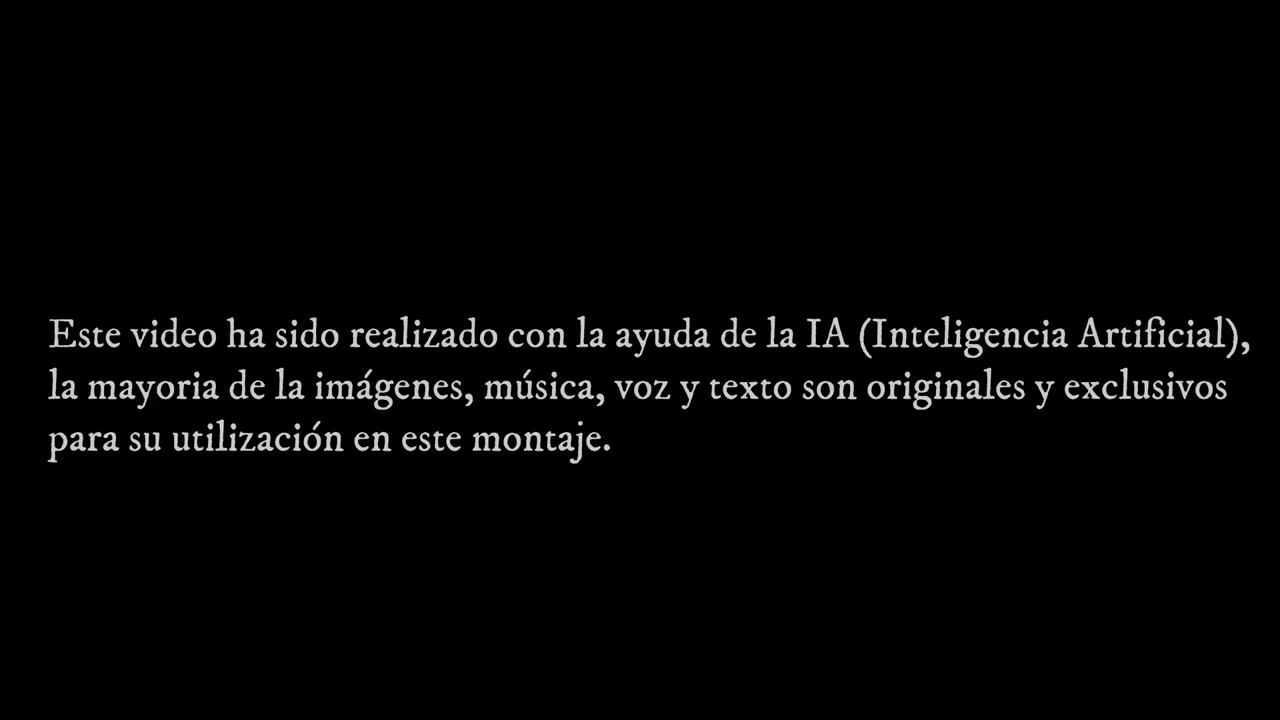 Este video ha sido realizado con la ayuda de la IA (Inteligencia Artificial),
la mayoria de la imágenes, música, voz y texto son originales y exclusivos
para su utilización en este montaje.